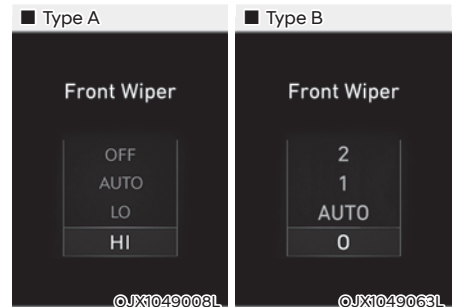 ■ Type A
Front Wiper
OFF
AUTO
LO
HI
OJX1049008L
■ Type B
Front Wiper
2
1
AUTO
0
OJX1049063L